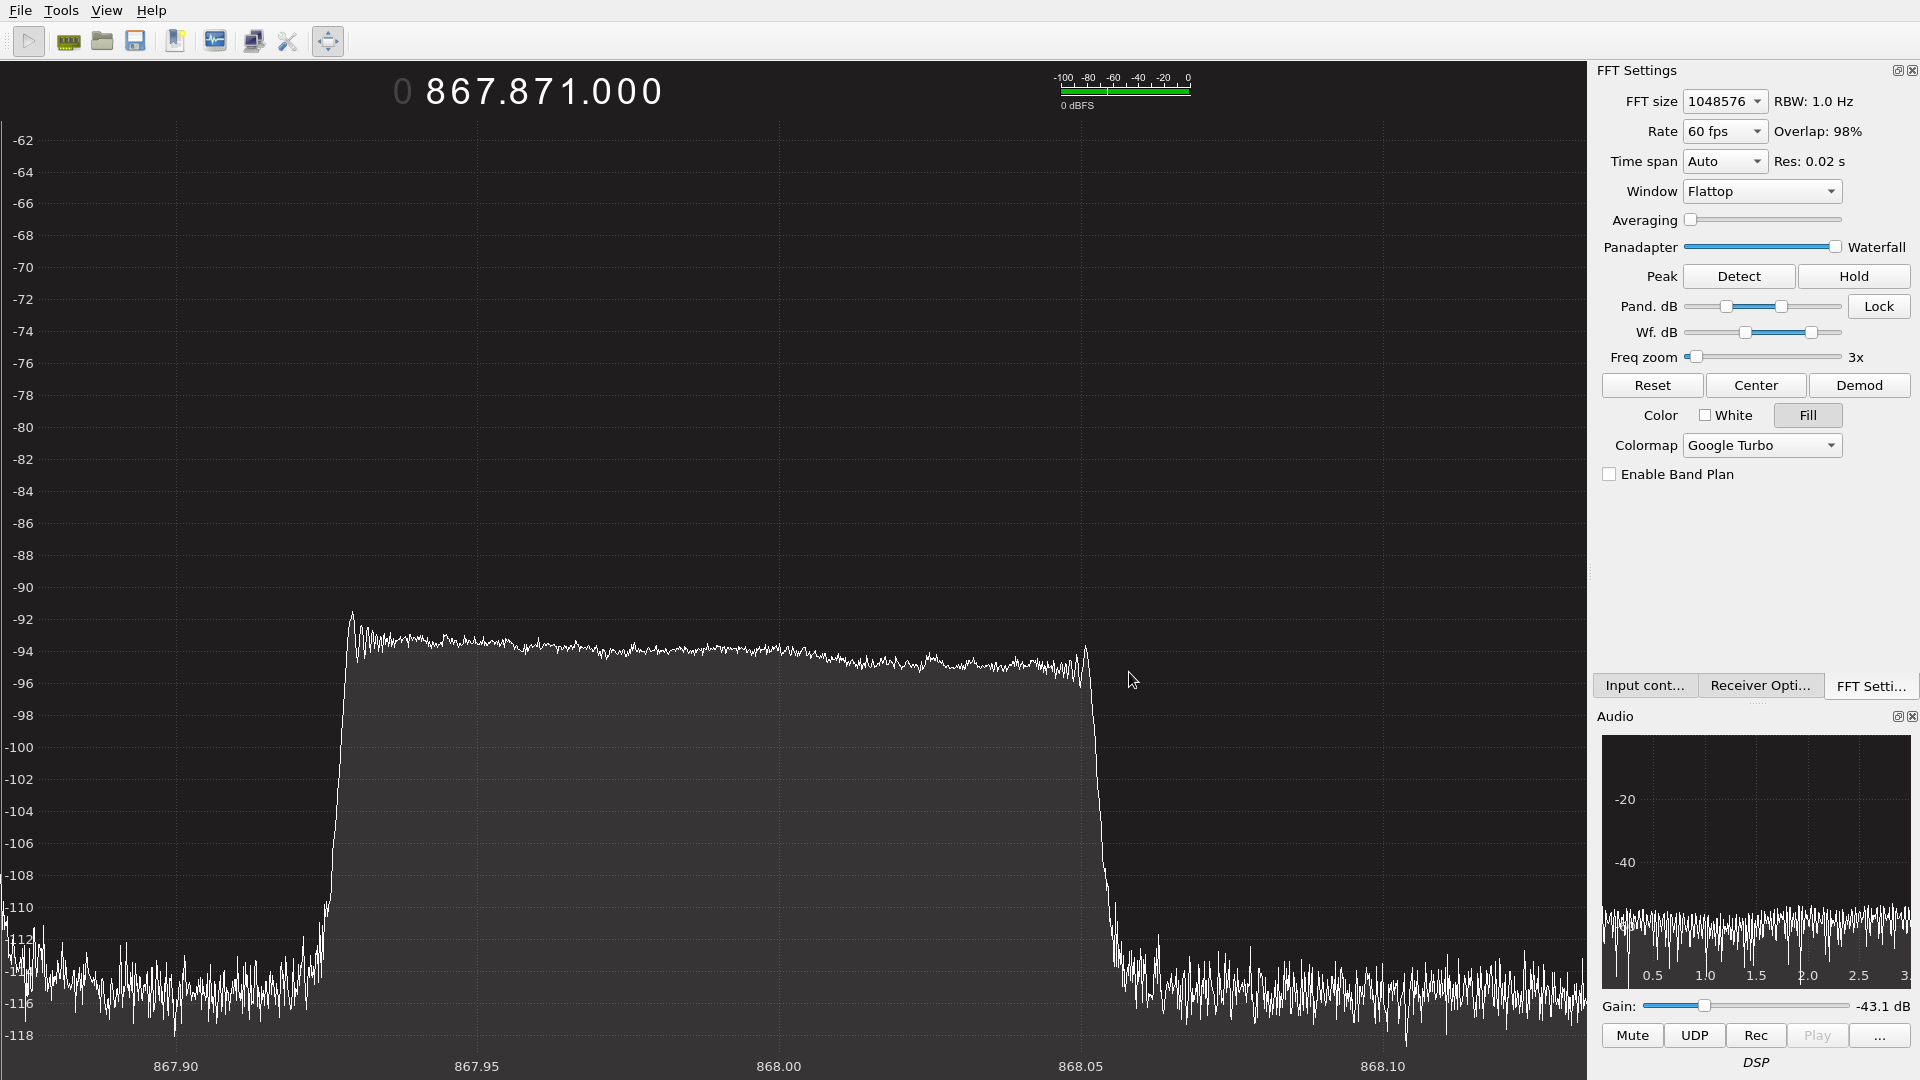 File Tools View Help
0 867.871.000
-100 -80 -60 -40 -20 0
0 dBFS
-62
-64
-66
-68
-70
-72
-74
-76
-78
-80
-82
-84
-86
-88
-90
-92
-94
-96
-98
-100
-102
-104
-106
-108
-110
-112
-114
-116
-118
867.90 867.95 868.00 868.05 868.10
FFT Settings
FFT size 1048576 RBW: 1.0 Hz
Rate 60 fps Overlap: 98%
Time span Auto Res: 0.02 s
Window Flattop
Averaging
Panadapter Waterfall
Peak Detect Hold
Pand. dB Lock
Wf. dB
Freq zoom 3x
Reset Center Demod
Color White Fill
Colormap Google Turbo
Enable Band Plan
Input cont... Receiver Opti... FFT Setti...
Audio
-20
-40
0.5 1.0 1.5 2.0 2.5 3.
Gain: -43.1 dB
Mute UDP Rec Play ...
DSP